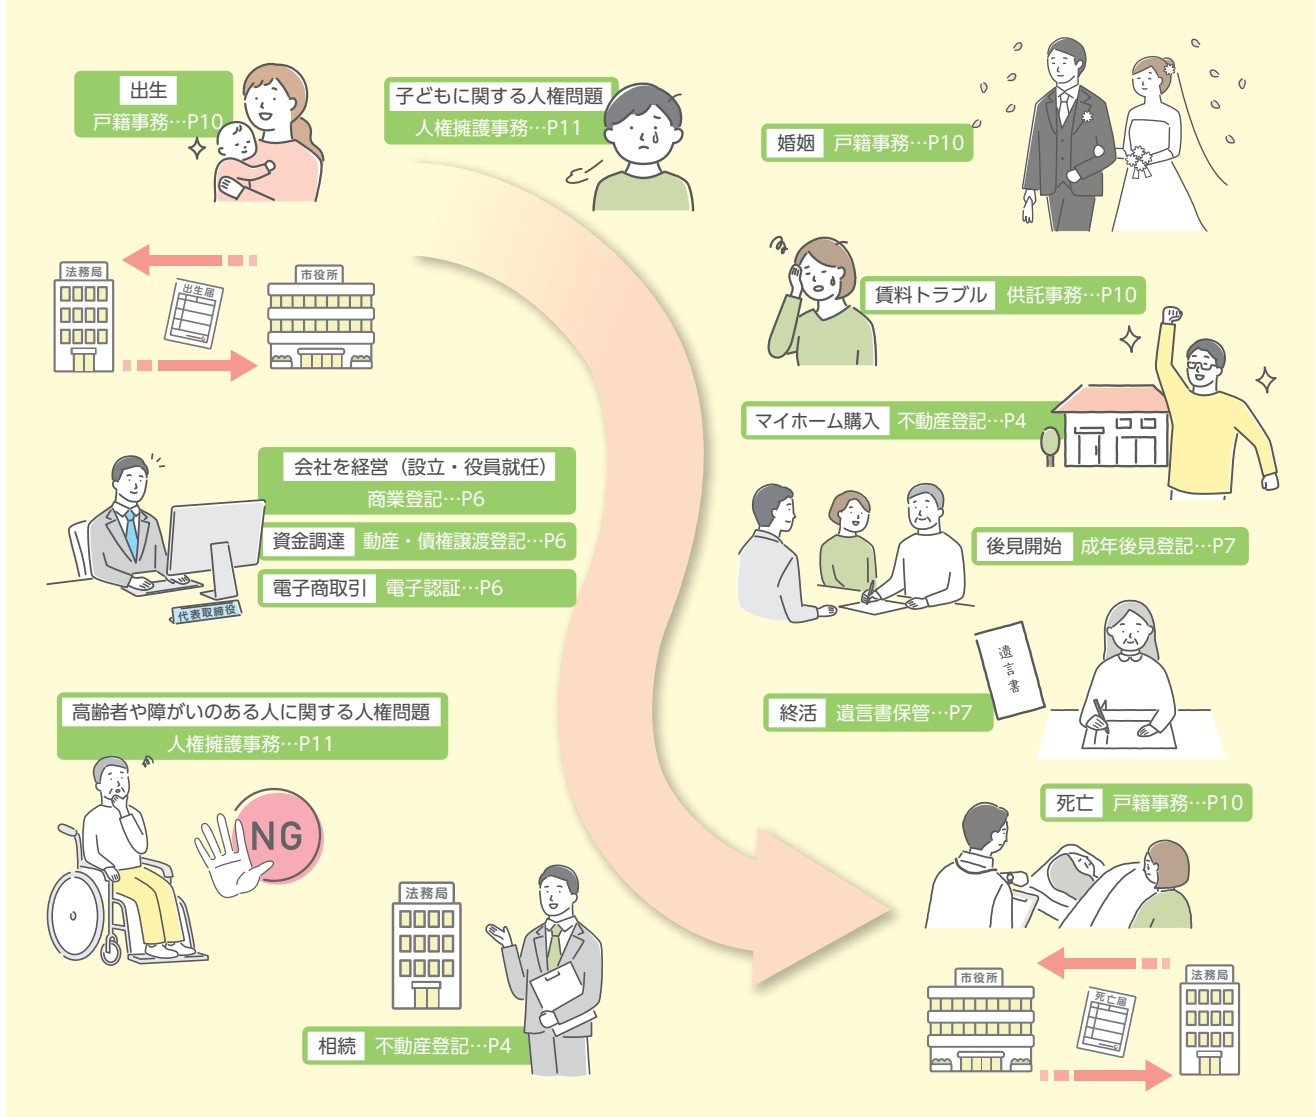 出生
戸籍事務…P10
子どもに関する人権問題
人権擁護事務…P11
婚姻 戸籍事務…P10
法務局
出生届
市役所
賃料トラブル 供託事務…P10
マイホーム購入 不動産登記…P4
会社を経営（設立・役員就任）
商業登記…P6
資金調達 動産・債権譲渡登記…P6
電子商取引 電子認証…P6
代表取締役
後見開始 成年後見登記…P7
遺言書
終活 遺言書保管…P7
高齢者や障がいのある人に関する人権問題
人権擁護事務…P11
NG
死亡 戸籍事務…P10
法務局
相続 不動産登記…P4
市役所
死亡届
法務局